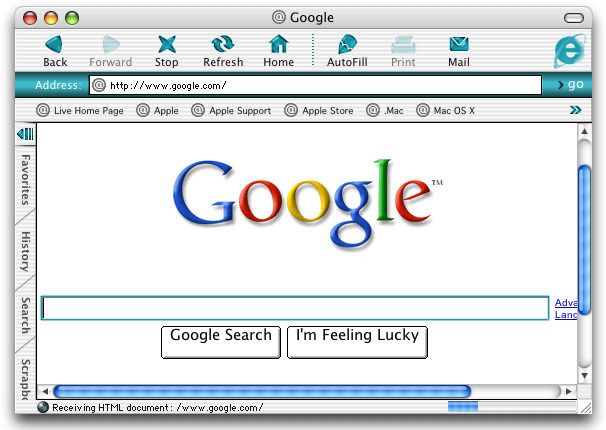 @ Google
Back Forward Stop Refresh Home AutoFill Print Mail
Address: @ http://www.google.com/ › go
@ Live Home Page @ Apple @ Apple Support @ Apple Store @ .Mac @ Mac OS X »
Favorites
History
Search
Scrapb
Google™
Adva
Lang
Google Search I'm Feeling Lucky
Receiving HTML document: /www.google.com/